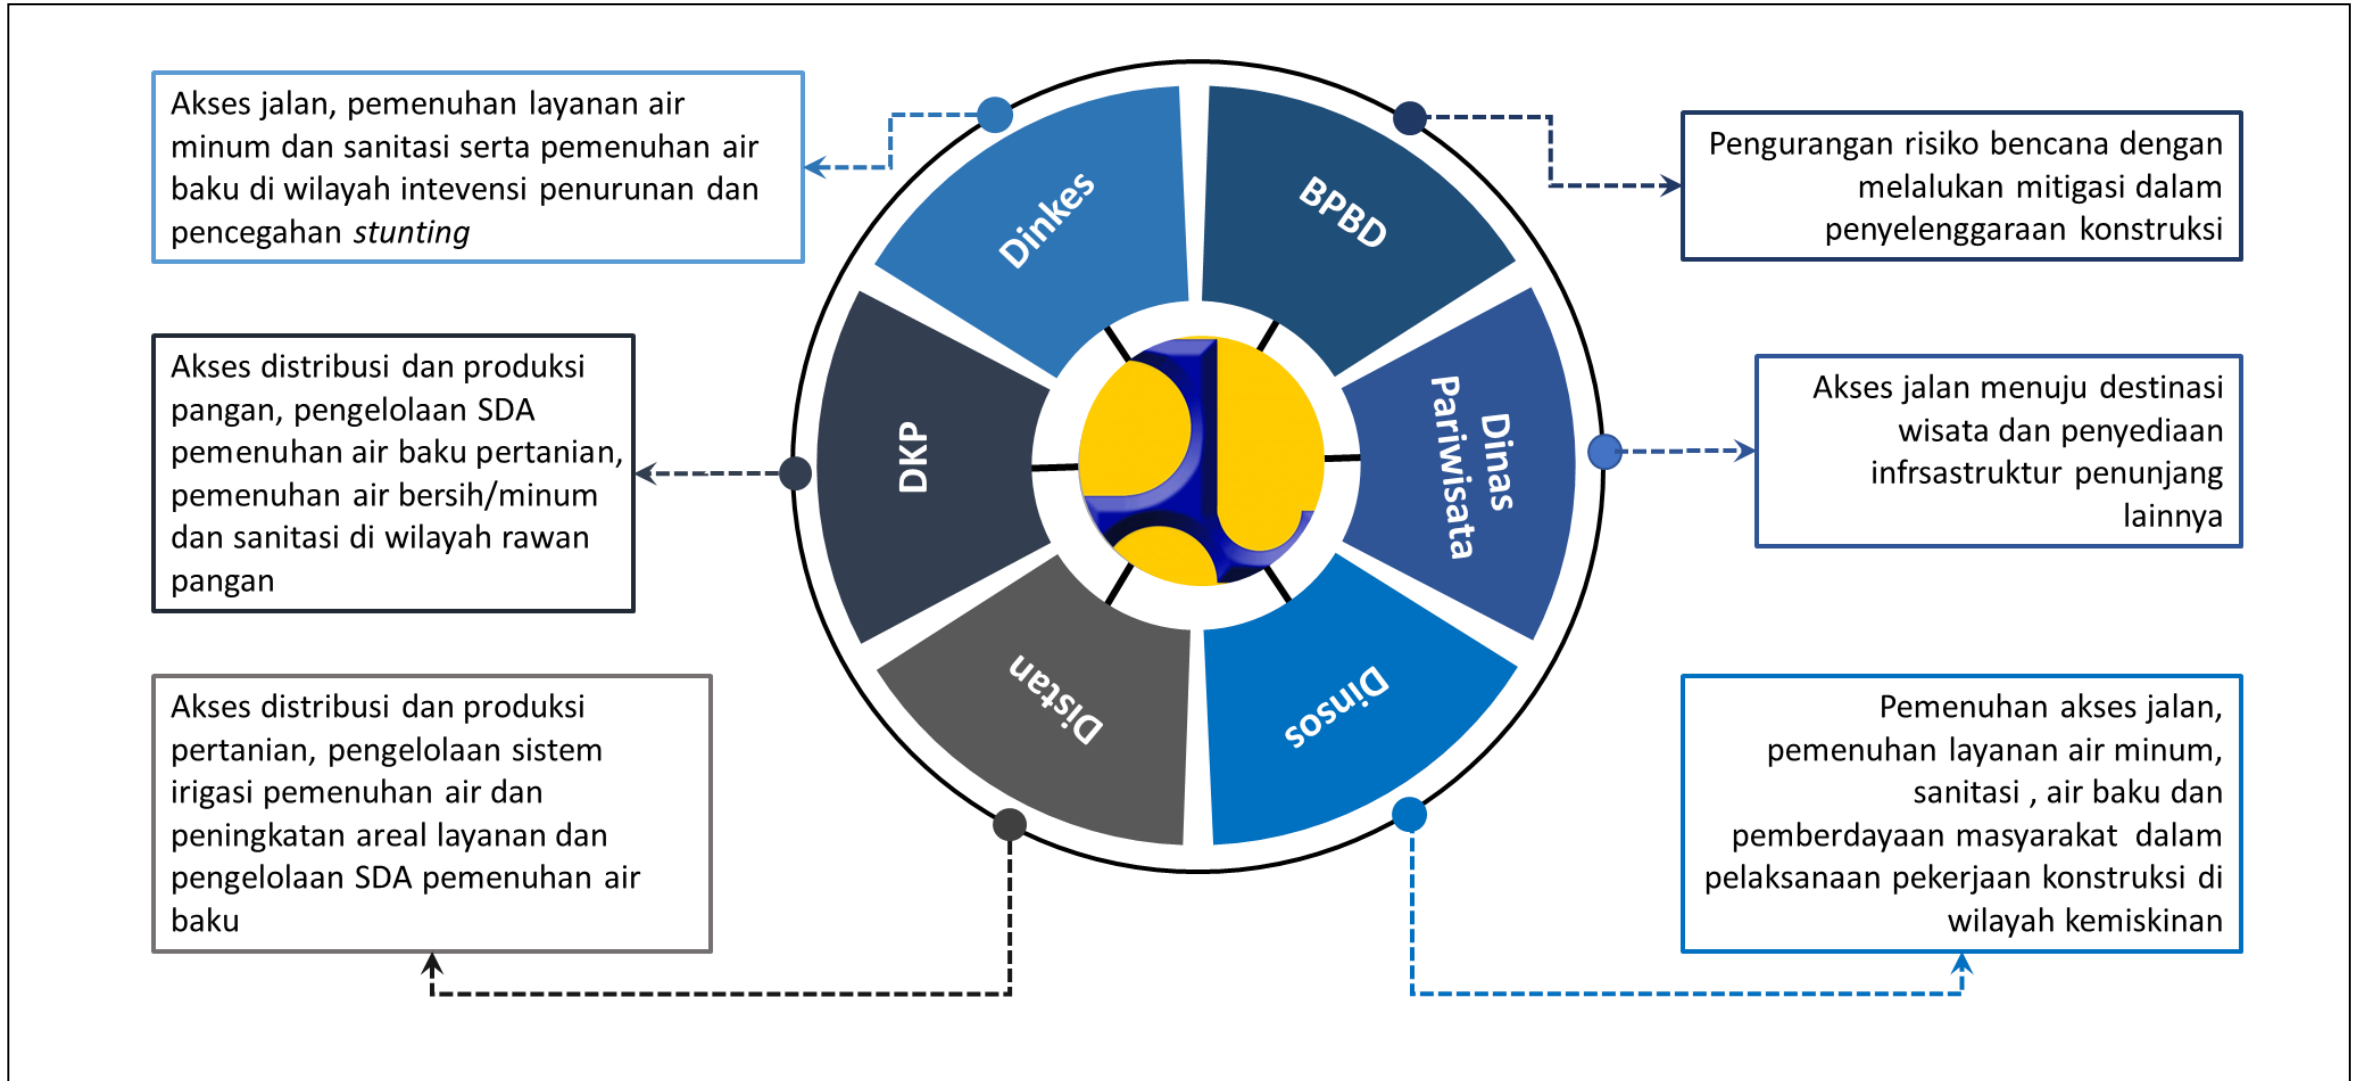 Akses jalan, pemenuhan layanan air
minum dan sanitasi serta pemenuhan air
baku di wilayah intevensi penurunan dan
pencegahan stunting
Akses distribusi dan produksi
pangan, pengelolaan SDA
pemenuhan air baku pertanian,
pemenuhan air bersih/minum
dan sanitasi di wilayah rawan
pangan
Akses distribusi dan produksi
pertanian, pengelolaan sistem
irigasi pemenuhan air dan
peningkatan areal layanan dan
pengelolaan SDA pemenuhan air
baku
Dinkes
BPBD
DKP
Dinas
Pariwisata
Distan
Dinsos
Pengurangan risiko bencana dengan
melalukan mitigasi dalam
penyelenggaraan konstruksi
Akses jalan menuju destinasi
wisata dan penyediaan
infrsastruktur penunjang
lainnya
Pemenuhan akses jalan,
pemenuhan layanan air minum,
sanitasi , air baku dan
pemberdayaan masyarakat dalam
pelaksanaan pekerjaan konstruksi di
wilayah kemiskinan